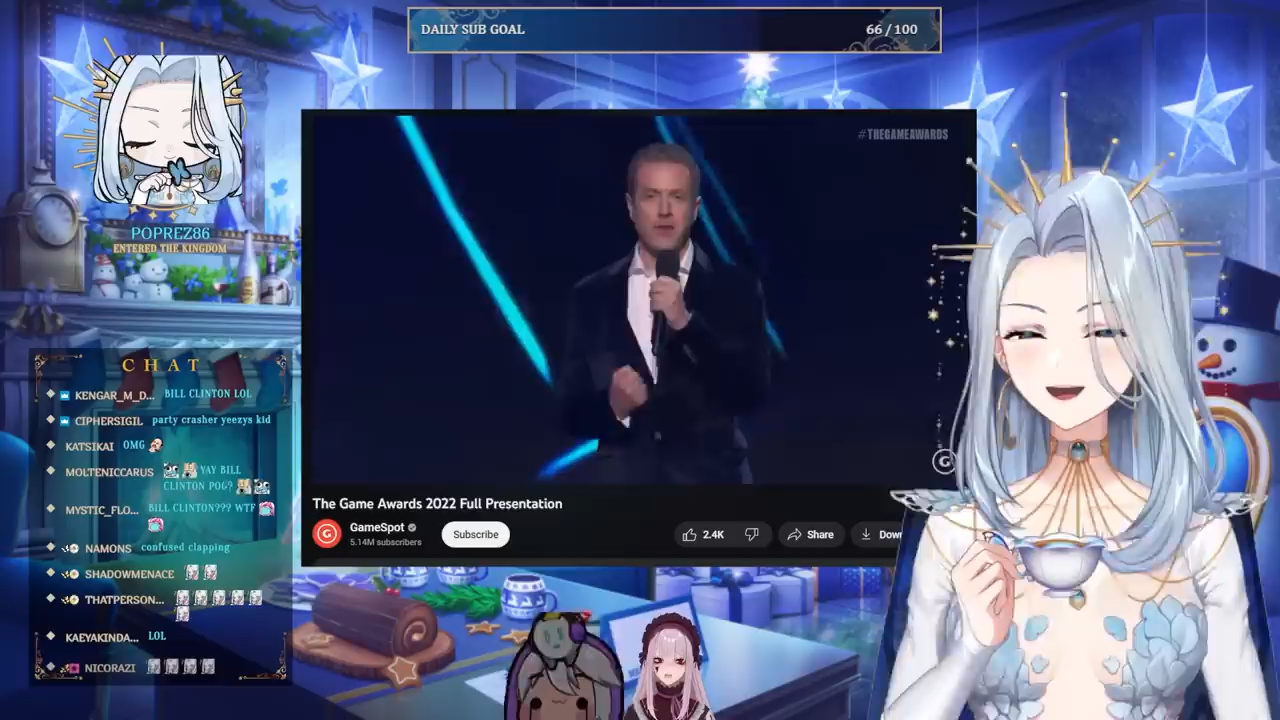 DAILY SUB GOAL 66 / 100
#THEGAMEAWARDS
POPREZ86
ENTERED THE KINGDOM
CHAT
KENGAR_M_D... BILL CLINTON LOL
CIPHERSIGIL party crasher yeezys kid
KATSIKAI OMG
MOLTENICCARUS YAY BILL
CLINTON POG?
MYSTIC_FLO... BILL CLINTON??? WTF
NAMONS confused clapping
SHADOWMENACE
THATPERSON...
KAEYAKINDA... LOL
NICORAZI
The Game Awards 2022 Full Presentation
GameSpot
5.14M subscribers
Subscribe
2.4K
Share
Down